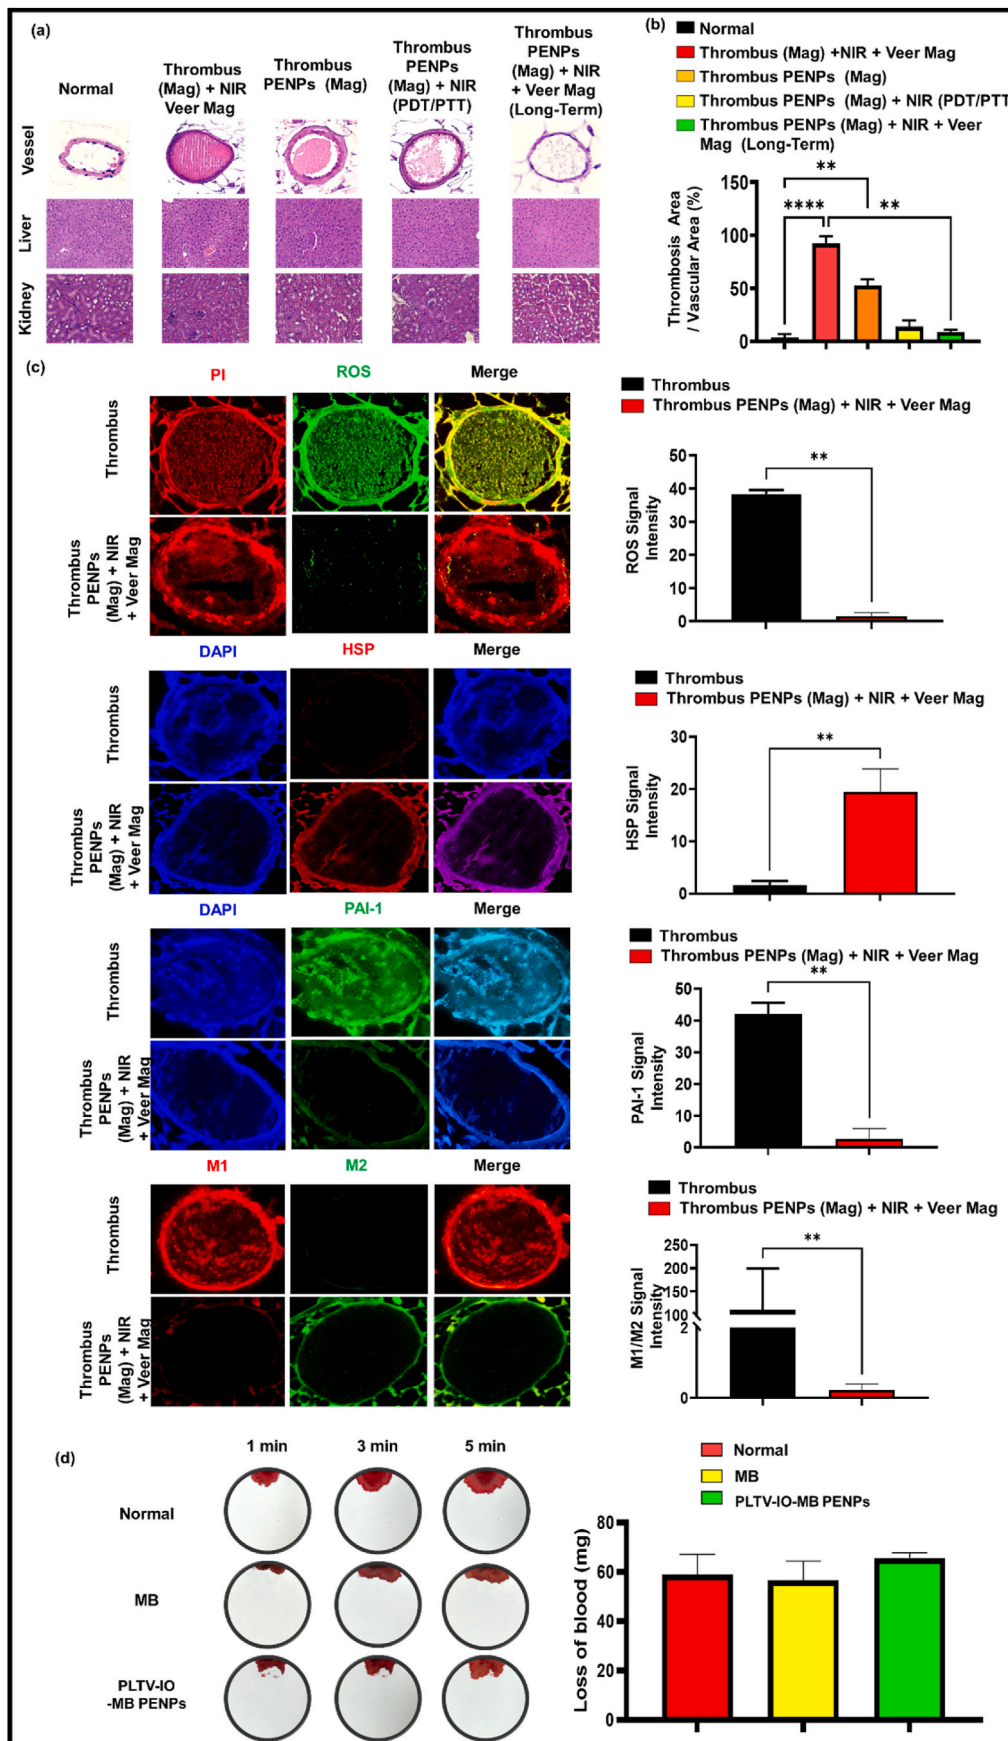 (a)
Normal
Thrombus
(Mag) + NIR
Veer Mag
Thrombus
PENPs (Mag)
Thrombus
PENPs
(Mag) + NIR
(PDT/PTT)
Thrombus
PENPs
(Mag) + NIR
+ Veer Mag
(Long-Term)
Vessel
Liver
Kidney
(b)
Normal
Thrombus (Mag) +NIR + Veer Mag
Thrombus PENPs (Mag)
Thrombus PENPs (Mag) + NIR (PDT/PTT
Thrombus PENPs (Mag) + NIR + Veer
Mag (Long-Term)
Thrombosis Area
/ Vascular Area (%)
150
100
50
0
**
****
**
(c)
PI
ROS
Merge
Thrombus
Thrombus
PENPs
(Mag) + NIR
+ Veer Mag
Thrombus
Thrombus PENPs (Mag) + NIR + Veer Mag
ROS Signal
Intensity
50
40
30
20
10
0
**
DAPI
HSP
Merge
Thrombus
Thrombus
PENPs
(Mag) + NIR
+ Veer Mag
Thrombus
Thrombus PENPs (Mag) + NIR + Veer Mag
HSP Signal
Intensity
30
20
10
0
**
DAPI
PAI-1
Merge
Thrombus
Thrombus
PENPs
(Mag) + NIR
+ Veer Mag
Thrombus
Thrombus PENPs (Mag) + NIR + Veer Mag
PAI-1 Signal
Intensity
50
40
30
20
10
0
**
M1
M2
Merge
Thrombus
Thrombus
PENPs
(Mag) + NIR
+ Veer Mag
Thrombus
Thrombus PENPs (Mag) + NIR + Veer Mag
M1/M2 Signal
Intensity
250
200
150
100
2
0
**
(d)
1 min
3 min
5 min
Normal
MB
PLTV-IO
-MB PENPs
Normal
MB
PLTV-IO-MB PENPs
Loss of blood (mg)
80
60
40
20
0